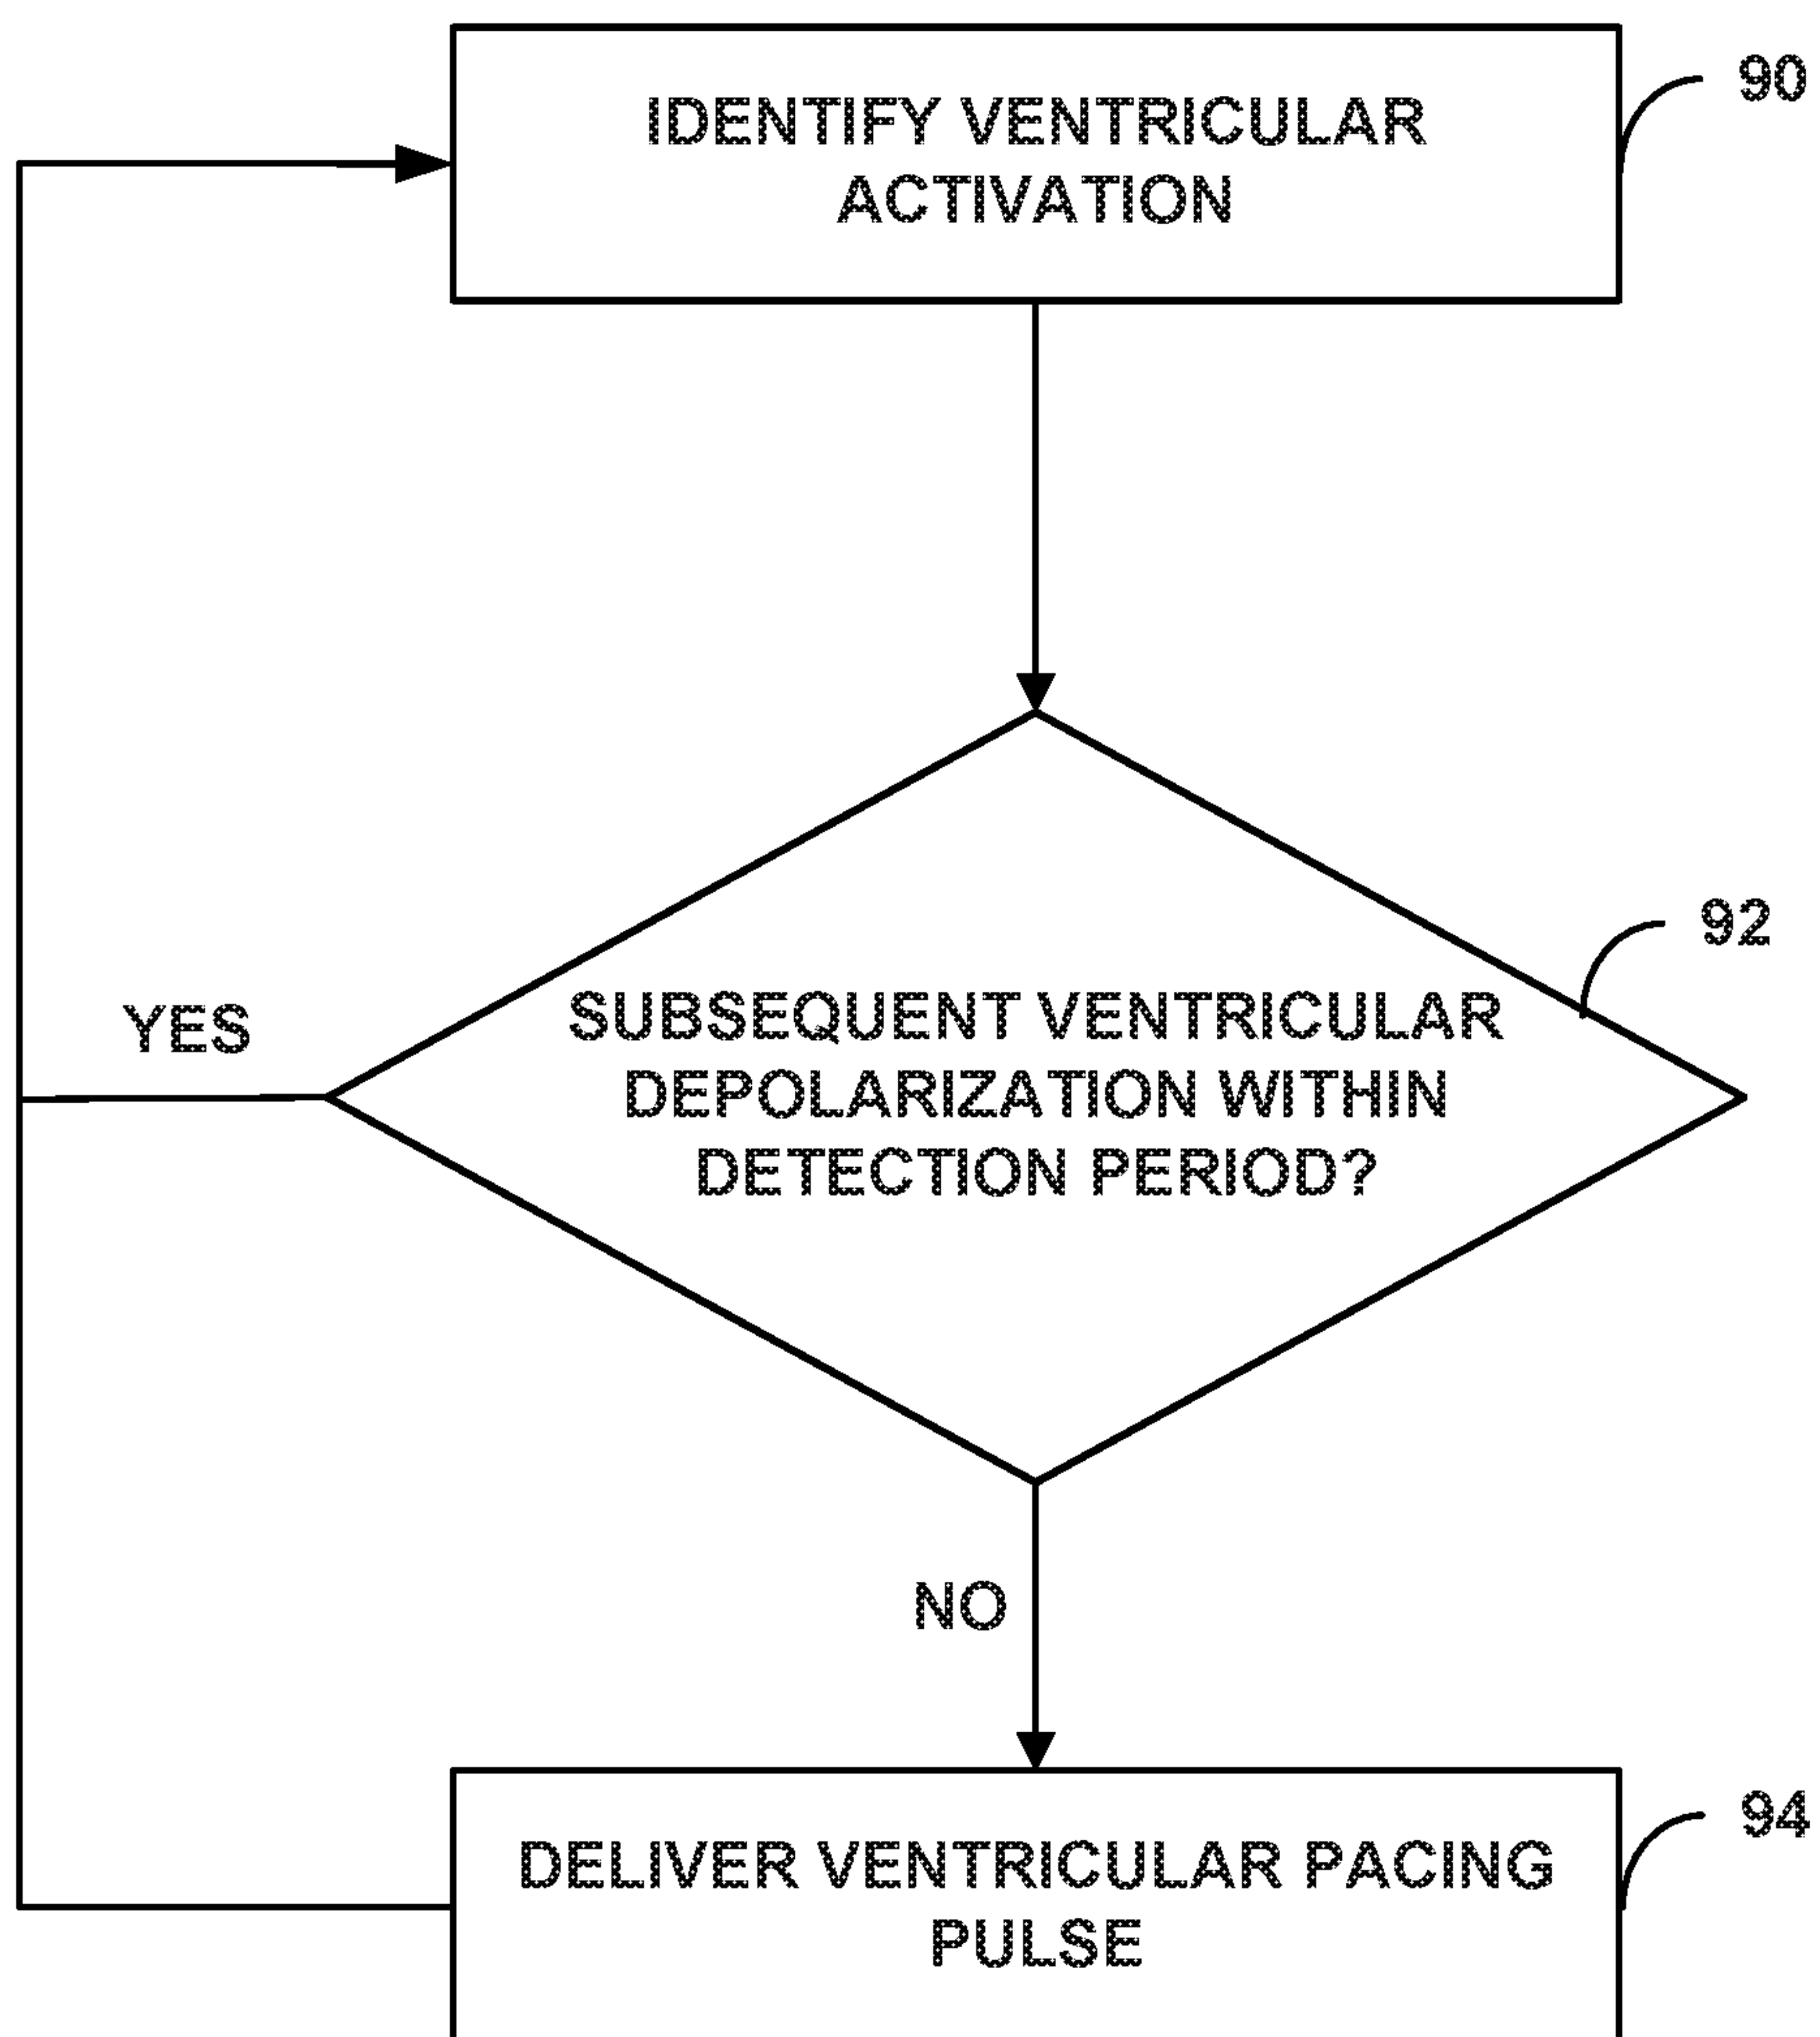 IDENTIFY VENTRICULAR
ACTIVATION
90
SUBSEQUENT VENTRICULAR
DEPOLARIZATION WITHIN
DETECTION PERIOD?
92
YES
NO
DELIVER VENTRICULAR PACING
PULSE
94